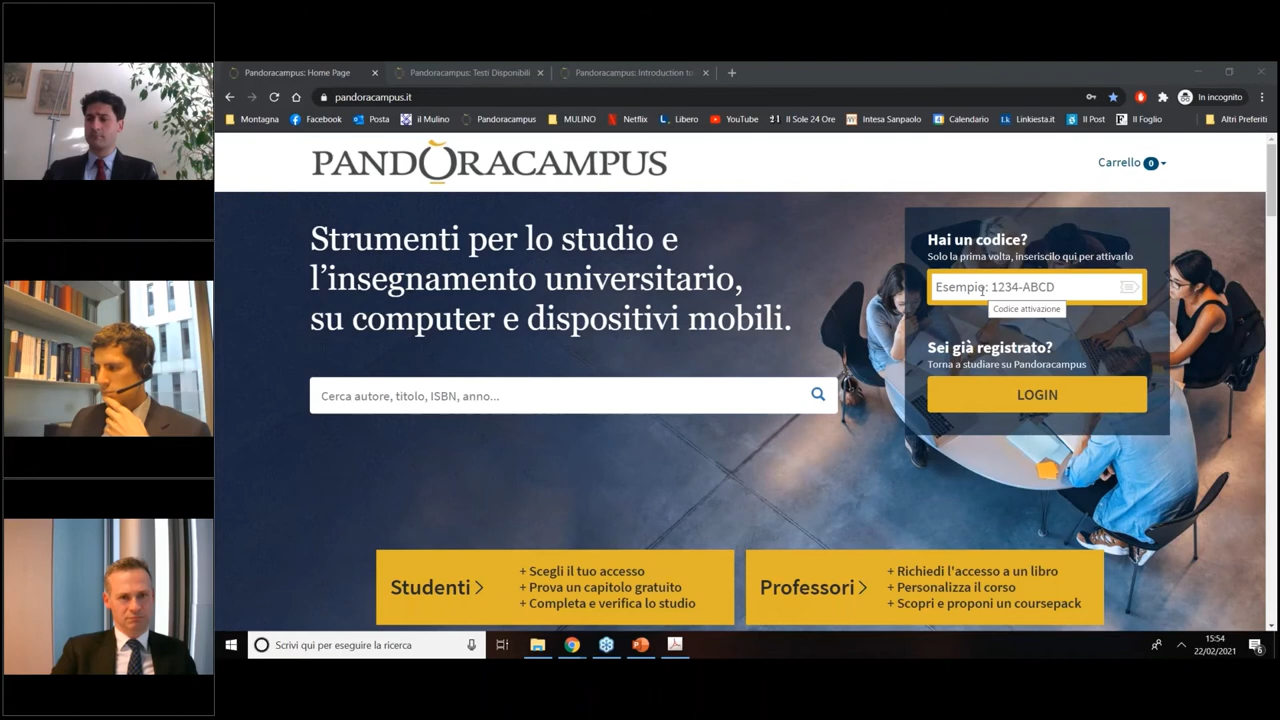 Pandoracampus: Home Page
Pandoracampus: Testi Disponibili
Pandoracampus: Introduction to
pandoracampus.it
In incognito
Montagna
Facebook
Posta
il Mulino
Pandoracampus
MULINO
Netflix
Libero
YouTube
Il Sole 24 Ore
Intesa Sanpaolo
Calendario
Linkiesta.it
Il Post
Il Foglio
Altri Preferiti
PANDORACAMPUS
Carrello 0
Strumenti per lo studio e
l'insegnamento universitario,
su computer e dispositivi mobili.
Cerca autore, titolo, ISBN, anno...
Hai un codice?
Solo la prima volta, inseriscilo qui per attivarlo
Esempio: 1234-ABCD
Codice attivazione
Sei già registrato?
Torna a studiare su Pandoracampus
LOGIN
Studenti
+ Scegli il tuo accesso
+ Prova un capitolo gratuito
+ Completa e verifica lo studio
Professori
+ Richiedi l'accesso a un libro
+ Personalizza il corso
+ Scopri e proponi un coursepack
Scrivi qui per eseguire la ricerca
15:54
22/02/2021
6